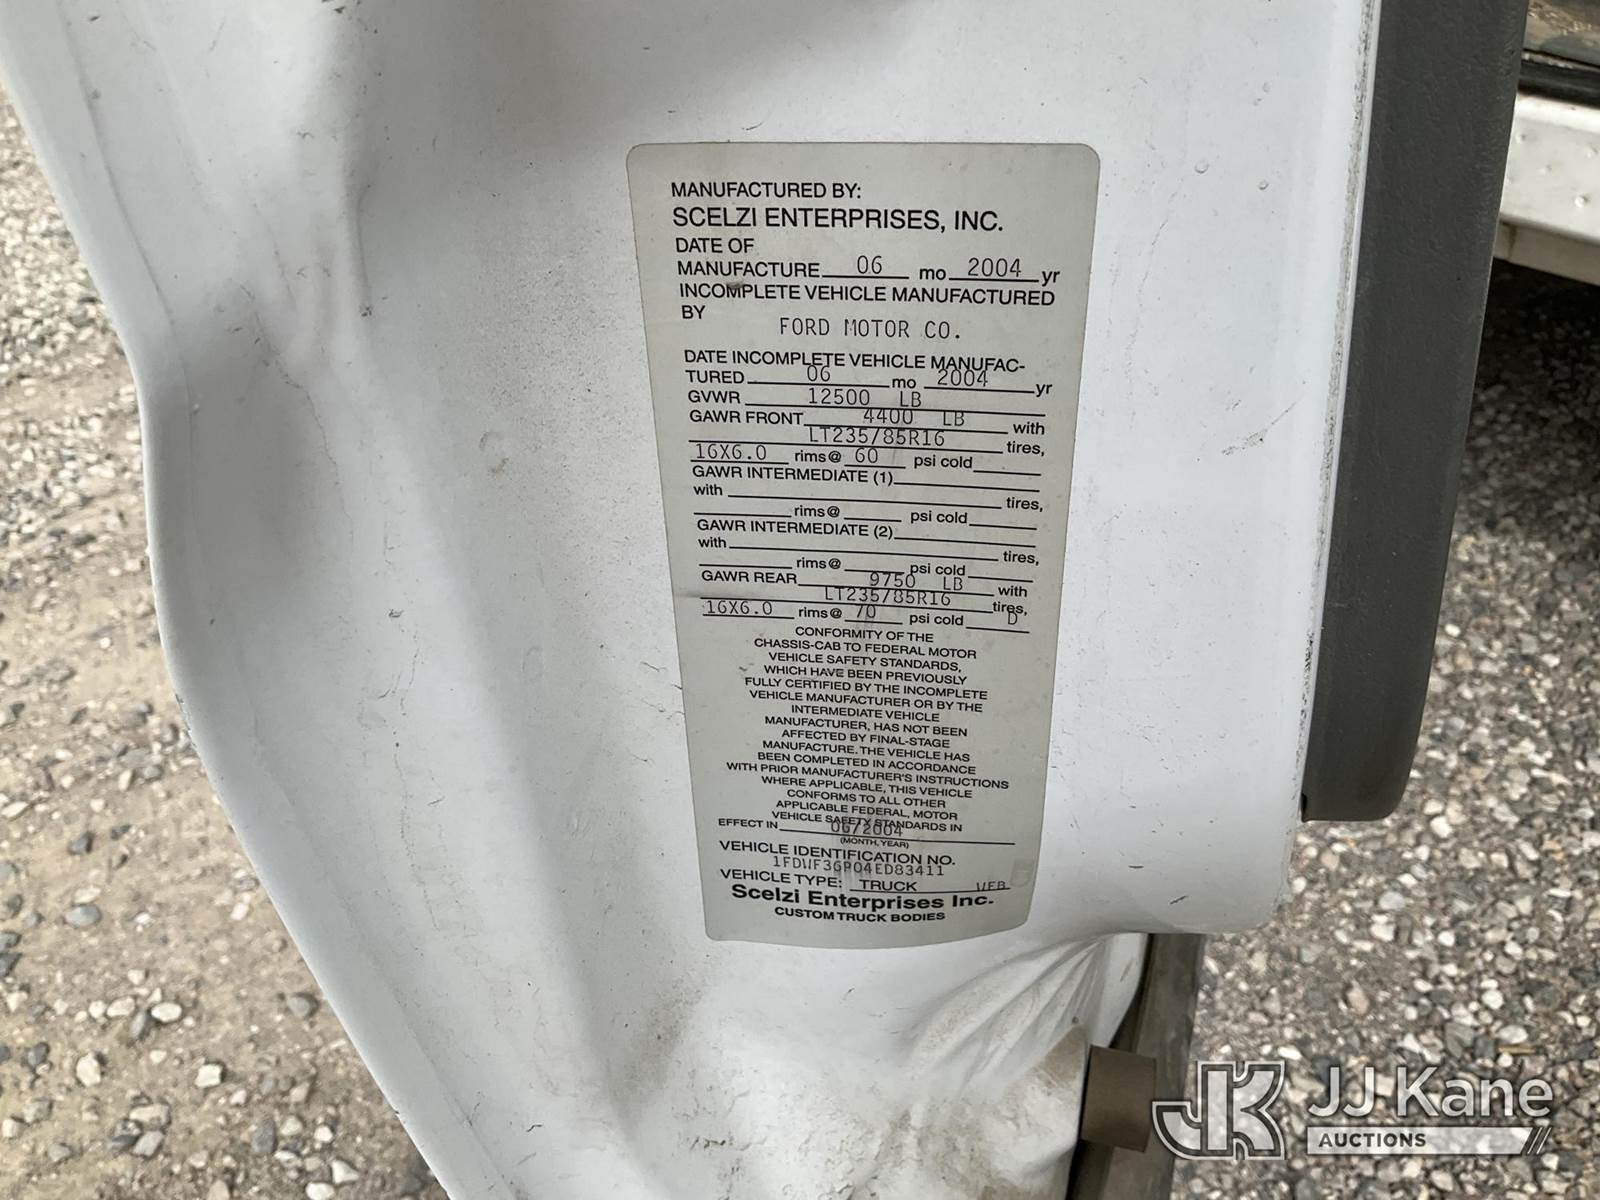 MANUFACTURED BY:
SCELZI ENTERPRISES, INC.
DATE OF
MANUFACTURE 06 mo 2004 yr
INCOMPLETE VEHICLE MANUFACTURED
BY
FORD MOTOR CO.
DATE INCOMPLETE VEHICLE MANUFAC-
TURED 06 mo 2004 yr
GVWR 12500 LB
GAWR FRONT 4400 LB with
LT235/85R16 tires,
16X6.0 rims@ 60 psi cold
GAWR INTERMEDIATE (1)
with tires,
rims@ psi cold
GAWR INTERMEDIATE (2)
with tires,
rims@ psi cold
GAWR REAR 9750 LB with
LT235/85R16 tires,
16X6.0 rims@ 70 psi cold D
CONFORMITY OF THE
CHASSIS-CAB TO FEDERAL MOTOR
VEHICLE SAFETY STANDARDS,
WHICH HAVE BEEN PREVIOUSLY
FULLY CERTIFIED BY THE INCOMPLETE
VEHICLE MANUFACTURER OR BY THE
INTERMEDIATE VEHICLE
MANUFACTURER, HAS NOT BEEN
AFFECTED BY FINAL-STAGE
MANUFACTURE. THE VEHICLE HAS
BEEN COMPLETED IN ACCORDANCE
WITH PRIOR MANUFACTURER'S INSTRUCTIONS
WHERE APPLICABLE, THIS VEHICLE
CONFORMS TO ALL OTHER
APPLICABLE FEDERAL, MOTOR
VEHICLE SAFETY STANDARDS IN
EFFECT IN 06/2004
(MONTH, YEAR)
VEHICLE IDENTIFICATION NO.
1FDWF36P04ED83411
VEHICLE TYPE: TRUCK
Scelzi Enterprises Inc.
CUSTOM TRUCK BODIES
JK JJ Kane
AUCTIONS